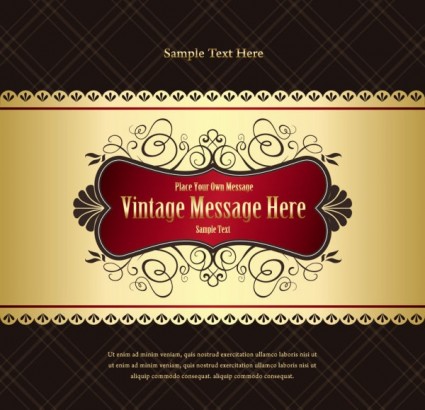 Sample Text Here
Place Your Own Message
Vintage Message Here
Sample Text
Ut enim ad minim veniam, quis nostrud exercitation ullamco laboris nisi ut
ut enim ad minim veniam, quis nostrud exercitation ullamco laboris nisi ut
aliquip commodo consequat. aliquip ex commodo consequat.